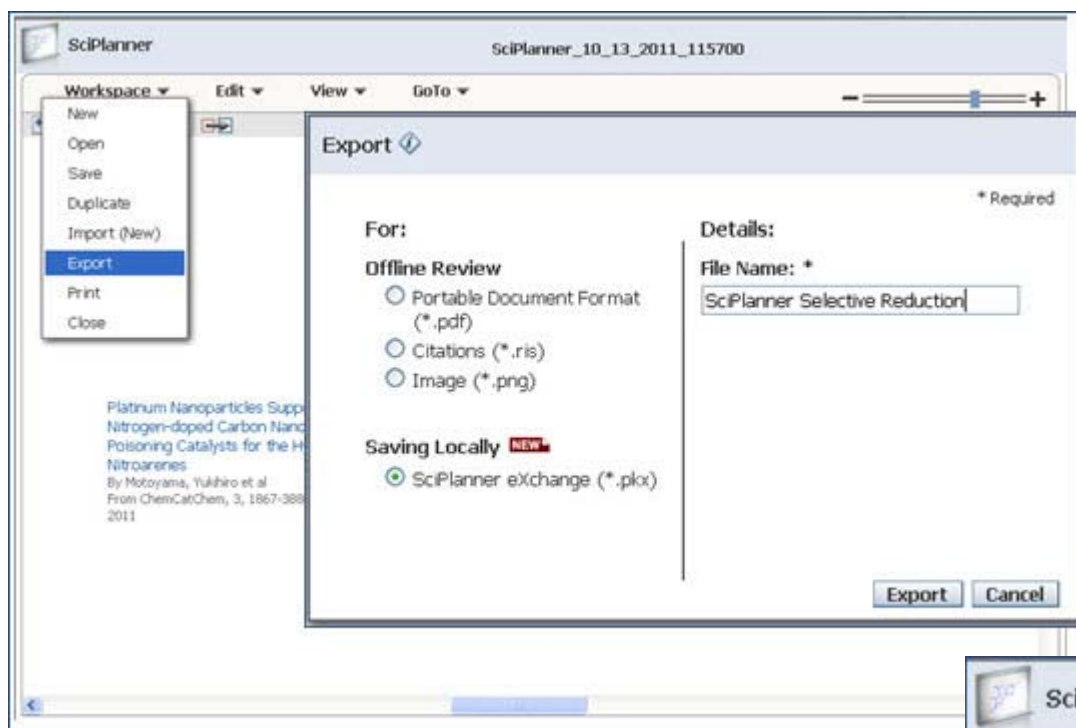 SciPlanner
SciPlanner_10_13_2011_115700
Workspace Edit View GoTo
New
Open
Save
Duplicate
Import (New)
Export
Print
Close
Export
* Required
For:
Offline Review
Portable Document Format
(*.pdf)
Citations (*.ris)
Image (*.png)
Saving Locally NEW
SciPlanner eXchange (*.pkx)
Details:
File Name: *
SciPlanner Selective Reduction
Export Cancel
Platinum Nanoparticles Supp
Nitrogen-doped Carbon Nano
Poisoning Catalysts for the H
Nitroarenes
By Motoyama, Yukihiro et al
From ChemCatChem, 3, 1867-388
2011
Sci